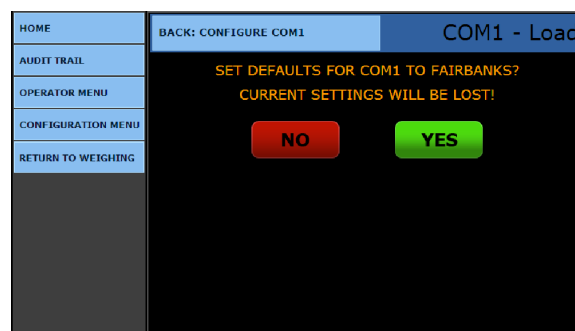 HOME
AUDIT TRAIL
OPERATOR MENU
CONFIGURATION MENU
RETURN TO WEIGHING
BACK: CONFIGURE COM1
COM1 - Load
SET DEFAULTS FOR COM1 TO FAIRBANKS?
CURRENT SETTINGS WILL BE LOST!
NO
YES